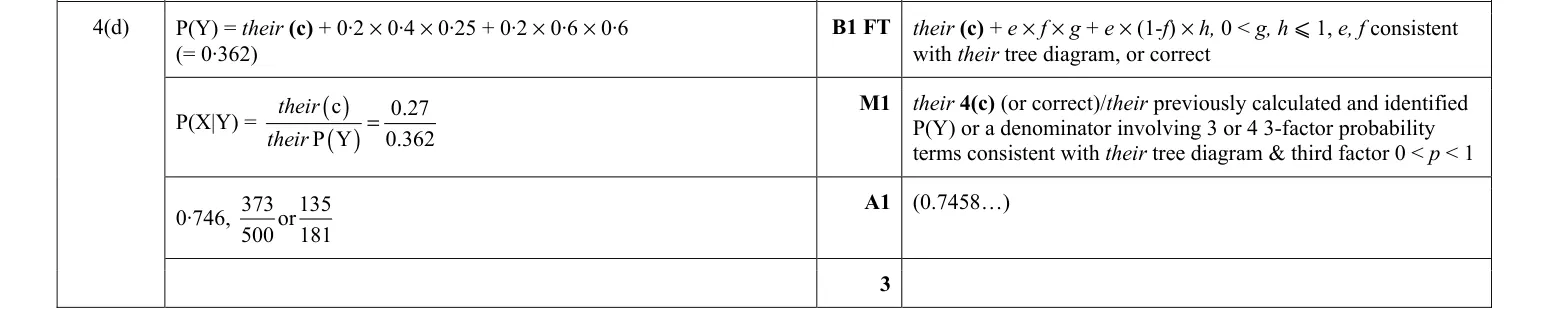 4(d)
P(Y) = their (c) + 0·2 × 0·4 × 0·25 + 0·2 × 0·6 × 0·6
(= 0·362)
B1 FT
their (c) + e × f × g + e × (1-f) × h, 0 < g, h ⩽ 1, e, f consistent
with their tree diagram, or correct
P(X|Y) = their(c) / their P(Y) = 0.27 / 0.362
M1
their 4(c) (or correct)/their previously calculated and identified
P(Y) or a denominator involving 3 or 4 3-factor probability
terms consistent with their tree diagram & third factor 0 < p < 1
0·746, 373/500 or 135/181
A1
(0.7458…)
3